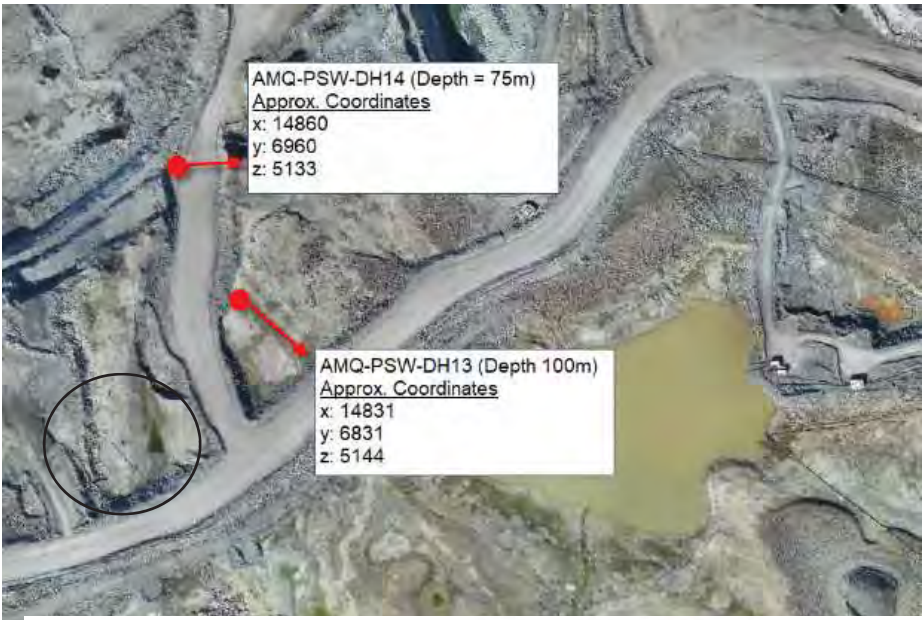 AMQ-PSW-DH14 (Depth = 75m)
Approx. Coordinates
x: 14860
y: 6960
z: 5133
AMQ-PSW-DH13 (Depth 100m)
Approx. Coordinates
x: 14831
y: 6831
z: 5144